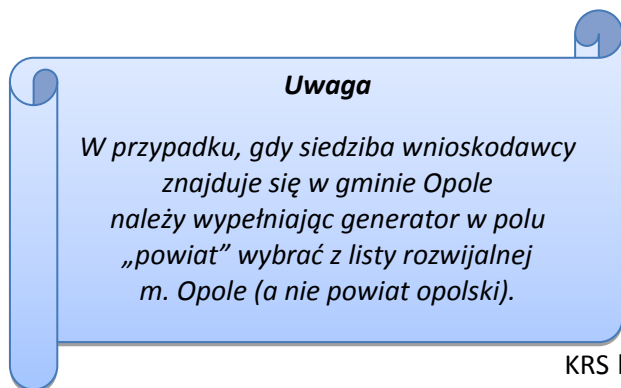 Uwaga
W przypadku, gdy siedziba wnioskodawcy
znajduje się w gminie Opole
należy wypełniając generator w polu
„powiat” wybrać z listy rozwijalnej
m. Opole (a nie powiat opolski).
KRS